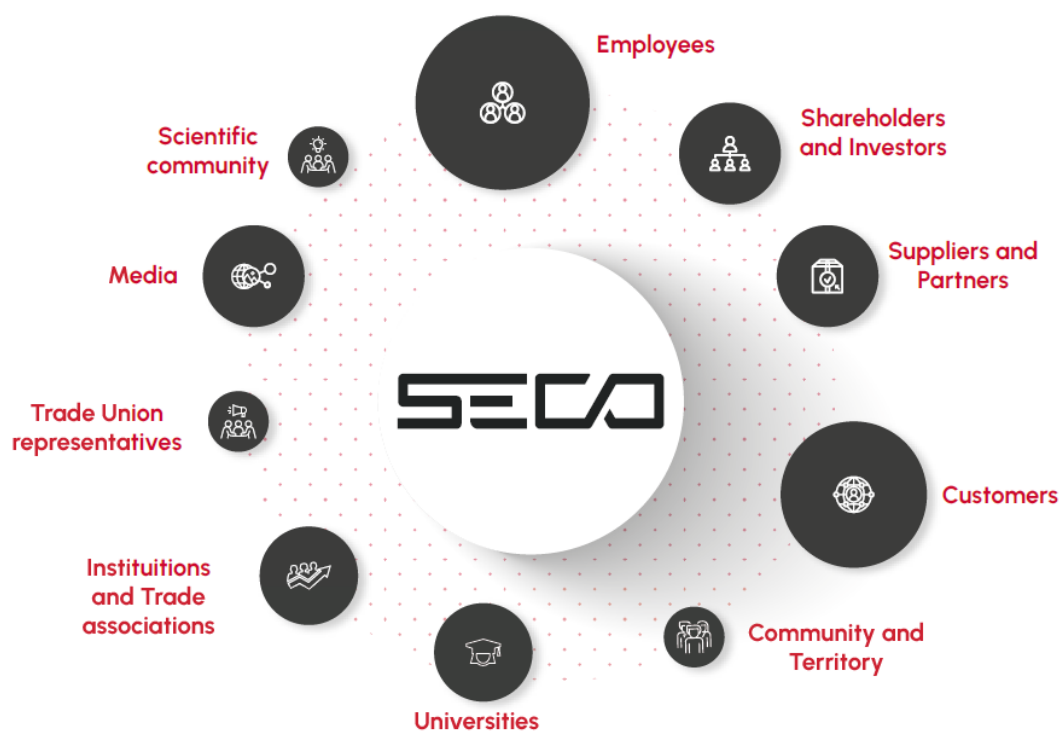 Employees
Shareholders
and Investors
Scientific
community
Suppliers and
Partners
Media
SECO
Trade Union
representatives
Customers
Instituitions
and Trade
associations
Community and
Territory
Universities